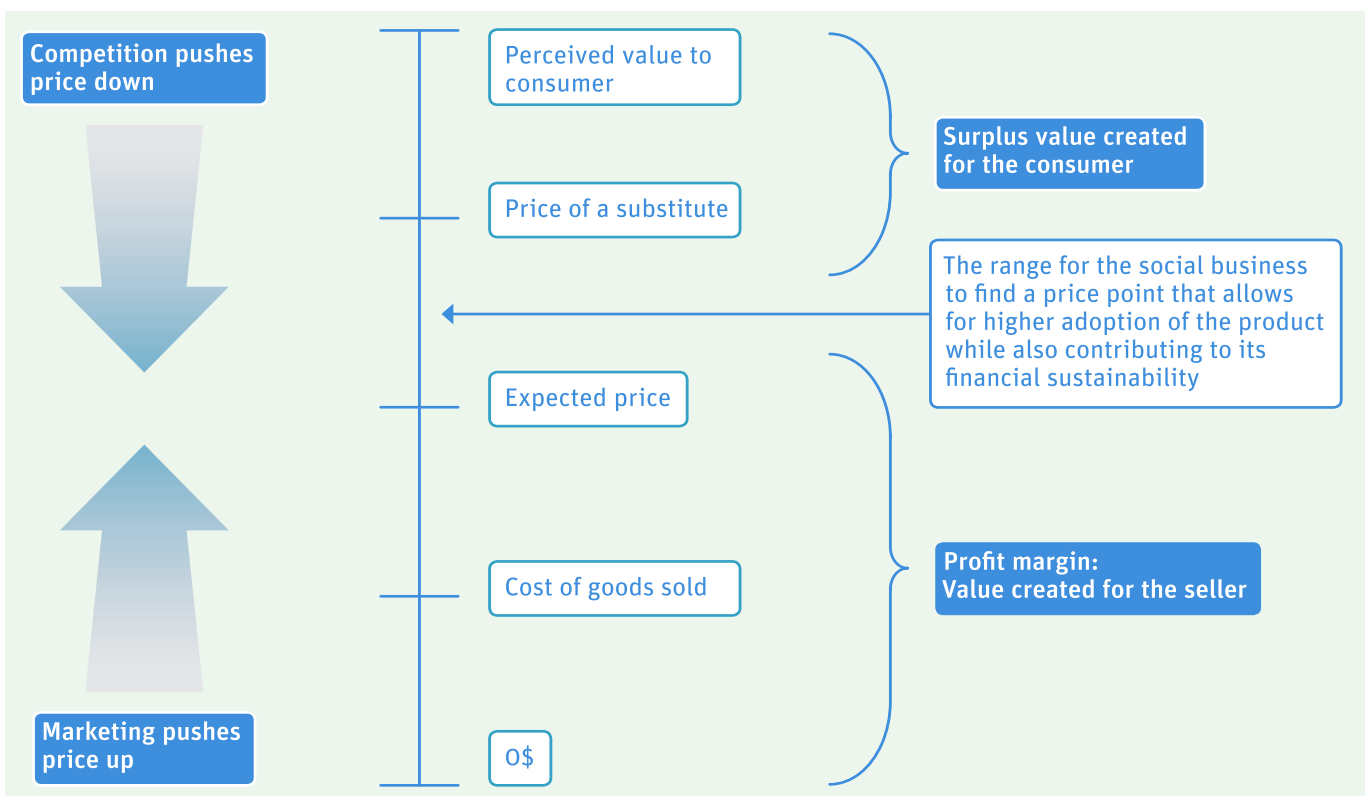 Competition pushes
price down
Perceived value to
consumer
Surplus value created
for the consumer
Price of a substitute
The range for the social business
to find a price point that allows
for higher adoption of the product
while also contributing to its
financial sustainability
Expected price
Cost of goods sold
Profit margin:
Value created for the seller
Marketing pushes
price up
O$